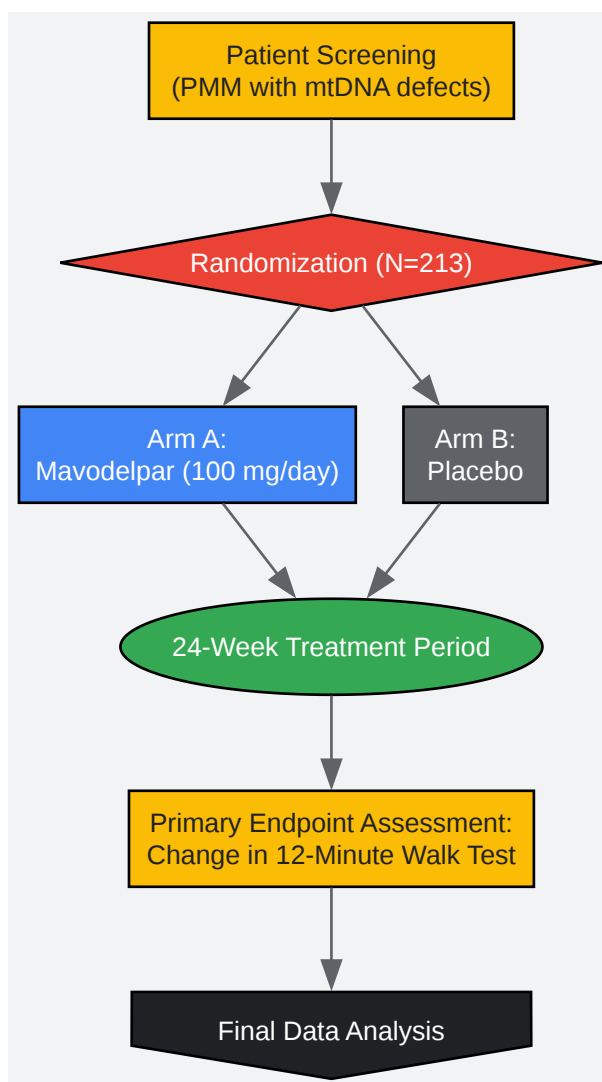 Patient Screening
(PMM with mtDNA defects)
Randomization (N=213)
Arm A:
Mavodelpar (100 mg/day)
Arm B:
Placebo
24-Week Treatment Period
Primary Endpoint Assessment:
Change in 12-Minute Walk Test
Final Data Analysis